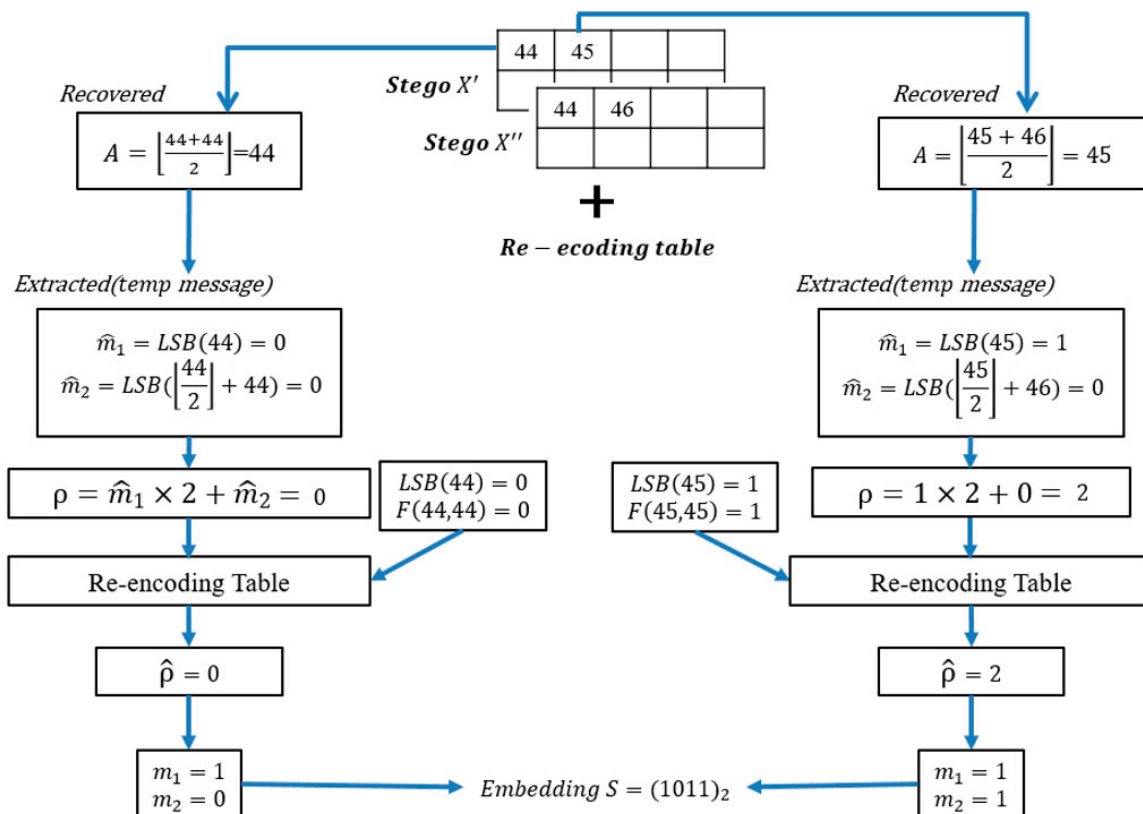 44 45
Stego X′
44 46
Stego X′′
+
Re − ecoding table
Recovered
A = ⌊(44+44)/2⌋=44
Extracted(temp message)
m̂₁ = LSB(44) = 0
m̂₂ = LSB(⌊44/2⌋ + 44) = 0
ρ = m̂₁ × 2 + m̂₂ = 0
LSB(44) = 0
F(44,44) = 0
Re-encoding Table
ρ̂ = 0
m₁ = 1
m₂ = 0
Recovered
A = ⌊(45 + 46)/2⌋ = 45
Extracted(temp message)
m̂₁ = LSB(45) = 1
m̂₂ = LSB(⌊45/2⌋ + 46) = 0
ρ = 1 × 2 + 0 = 2
LSB(45) = 1
F(45,45) = 1
Re-encoding Table
ρ̂ = 2
m₁ = 1
m₂ = 1
Embedding S = (1011)₂